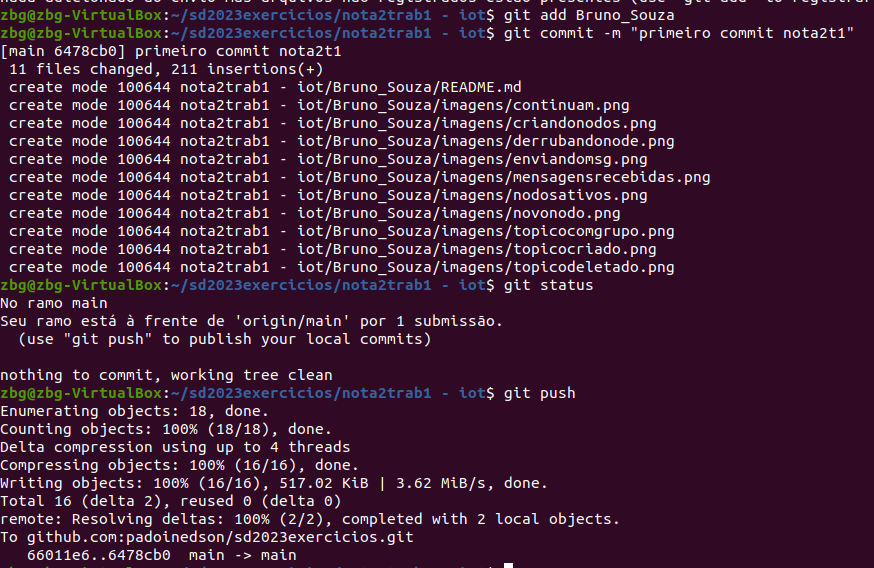 zbg@zbg-VirtualBox:~/sd2023exercicios/nota2trab1 - iot$ git add Bruno_Souza
zbg@zbg-VirtualBox:~/sd2023exercicios/nota2trab1 - iot$ git commit -m "primeiro commit nota2t1"
[main 6478cb0] primeiro commit nota2t1
 11 files changed, 211 insertions(+)
 create mode 100644 nota2trab1 - iot/Bruno_Souza/README.md
 create mode 100644 nota2trab1 - iot/Bruno_Souza/imagens/continuam.png
 create mode 100644 nota2trab1 - iot/Bruno_Souza/imagens/criandonodos.png
 create mode 100644 nota2trab1 - iot/Bruno_Souza/imagens/derrubandonode.png
 create mode 100644 nota2trab1 - iot/Bruno_Souza/imagens/enviandomsg.png
 create mode 100644 nota2trab1 - iot/Bruno_Souza/imagens/mensagensrecebidas.png
 create mode 100644 nota2trab1 - iot/Bruno_Souza/imagens/nodosativos.png
 create mode 100644 nota2trab1 - iot/Bruno_Souza/imagens/novonodo.png
 create mode 100644 nota2trab1 - iot/Bruno_Souza/imagens/topicocomgrupo.png
 create mode 100644 nota2trab1 - iot/Bruno_Souza/imagens/topicocriado.png
 create mode 100644 nota2trab1 - iot/Bruno_Souza/imagens/topicodeletado.png
zbg@zbg-VirtualBox:~/sd2023exercicios/nota2trab1 - iot$ git status
No ramo main
Seu ramo está à frente de 'origin/main' por 1 submissão.
  (use "git push" to publish your local commits)

nothing to commit, working tree clean
zbg@zbg-VirtualBox:~/sd2023exercicios/nota2trab1 - iot$ git push
Enumerating objects: 18, done.
Counting objects: 100% (18/18), done.
Delta compression using up to 4 threads
Compressing objects: 100% (16/16), done.
Writing objects: 100% (16/16), 517.02 KiB | 3.62 MiB/s, done.
Total 16 (delta 2), reused 0 (delta 0)
remote: Resolving deltas: 100% (2/2), completed with 2 local objects.
To github.com:padoinedson/sd2023exercicios.git
   66011e6..6478cb0  main -> main